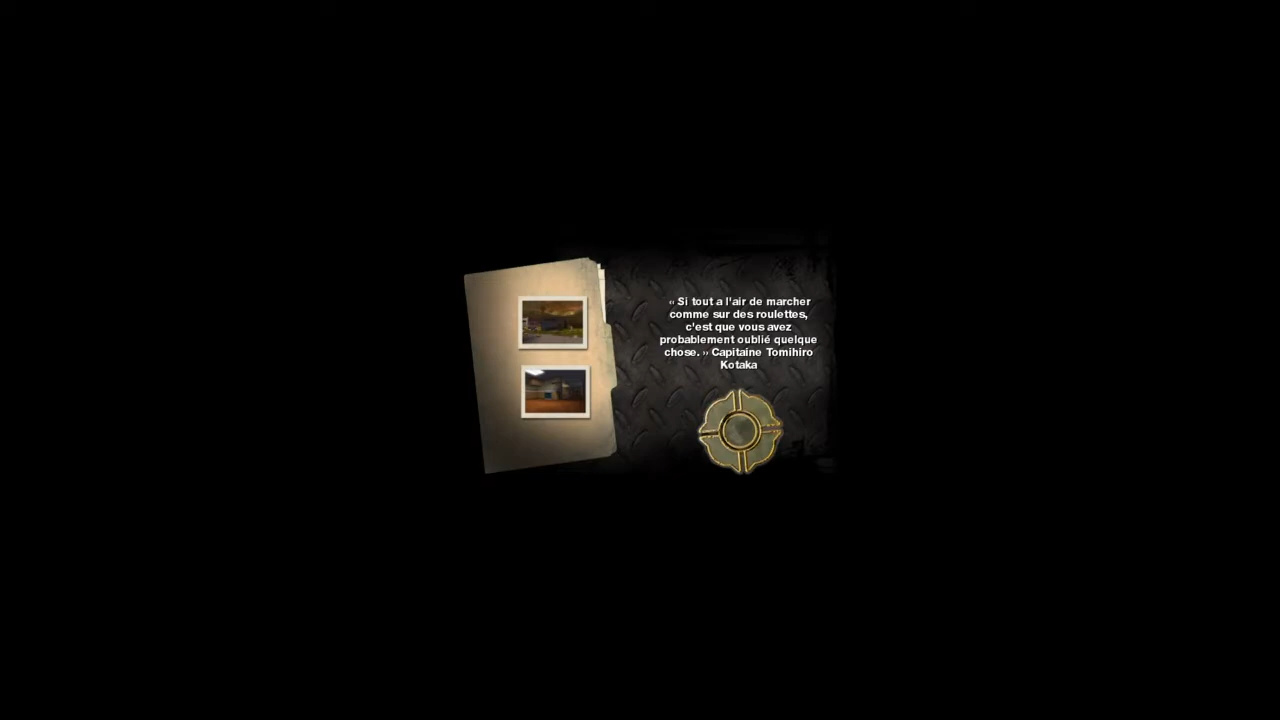 « Si tout a l'air de marcher
comme sur des roulettes,
c'est que vous avez
probablement oublié quelque
chose. » Capitaine Tomihiro
Kotaka